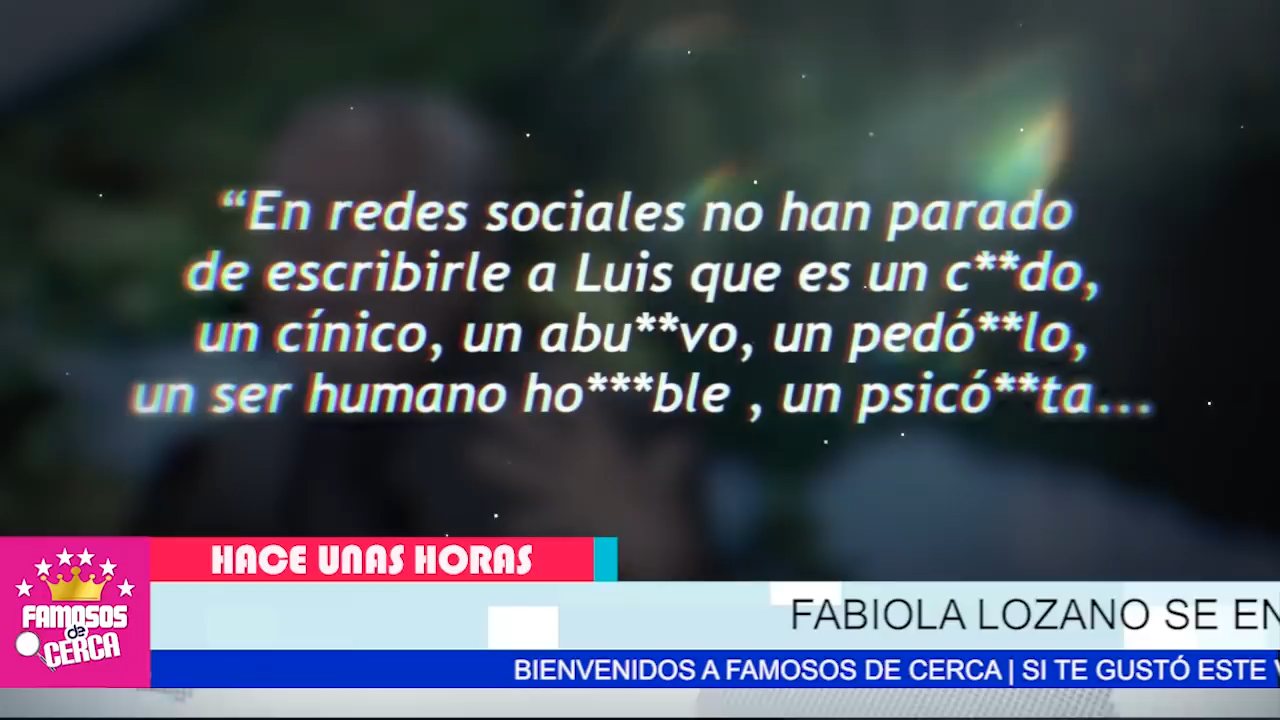 “En redes sociales no han parado
de escribirle a Luis que es un c**do,
un cínico, un abu**vo, un pedó**lo,
un ser humano ho***ble , un psicó**ta...
HACE UNAS HORAS
FAMOSOS
de
CERCA
FABIOLA LOZANO SE EN
BIENVENIDOS A FAMOSOS DE CERCA | SI TE GUSTÓ ESTE